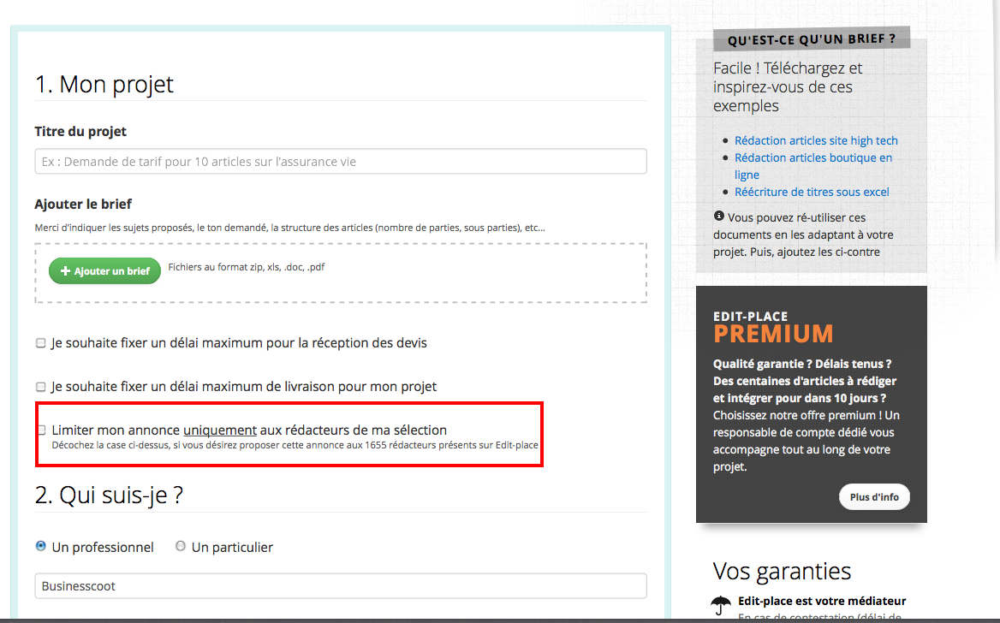 1. Mon projet
Titre du projet
Ex : Demande de tarif pour 10 articles sur l'assurance vie
Ajouter le brief
Merci d'indiquer les sujets proposés, le ton demandé, la structure des articles (nombre de parties, sous parties), etc...
+ Ajouter un brief
Fichiers au format zip, xls, .doc, .pdf
Je souhaite fixer un délai maximum pour la réception des devis
Je souhaite fixer un délai maximum de livraison pour mon projet
Limiter mon annonce uniquement aux rédacteurs de ma sélection
Décochez la case ci-dessus, si vous désirez proposer cette annonce aux 1655 rédacteurs présents sur Edit-place
2. Qui suis-je ?
Un professionnel
Un particulier
Businesscoot
QU'EST-CE QU'UN BRIEF ?
Facile ! Téléchargez et
inspirez-vous de ces
exemples
Rédaction articles site high tech
Rédaction articles boutique en
ligne
Réécriture de titres sous excel
Vous pouvez ré-utiliser ces
documents en les adaptant à votre
projet. Puis, ajoutez les ci-contre
EDIT-PLACE
PREMIUM
Qualité garantie ? Délais tenus ?
Des centaines d'articles à rédiger
et intégrer pour dans 10 jours ?
Choisissez notre offre premium ! Un
responsable de compte dédié vous
accompagne tout au long de votre
projet.
Plus d'info
Vos garanties
Edit-place est votre médiateur
En cas de contestation (délai de